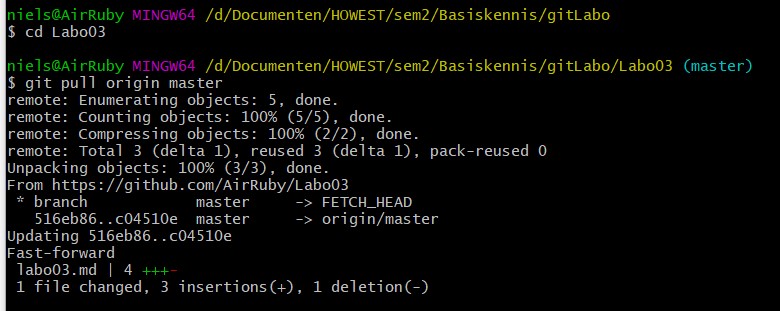 niels@AirRuby MINGW64 /d/Documenten/HOWEST/sem2/Basiskennis/gitLabo
$ cd Labo03
niels@AirRuby MINGW64 /d/Documenten/HOWEST/sem2/Basiskennis/gitLabo/Labo03 (master)
$ git pull origin master
remote: Enumerating objects: 5, done.
remote: Counting objects: 100% (5/5), done.
remote: Compressing objects: 100% (2/2), done.
remote: Total 3 (delta 1), reused 3 (delta 1), pack-reused 0
Unpacking objects: 100% (3/3), done.
From https://github.com/AirRuby/Labo03
 * branch            master     -> FETCH_HEAD
   516eb86..c04510e  master     -> origin/master
Updating 516eb86..c04510e
Fast-forward
 labo03.md | 4 +++-
 1 file changed, 3 insertions(+), 1 deletion(-)